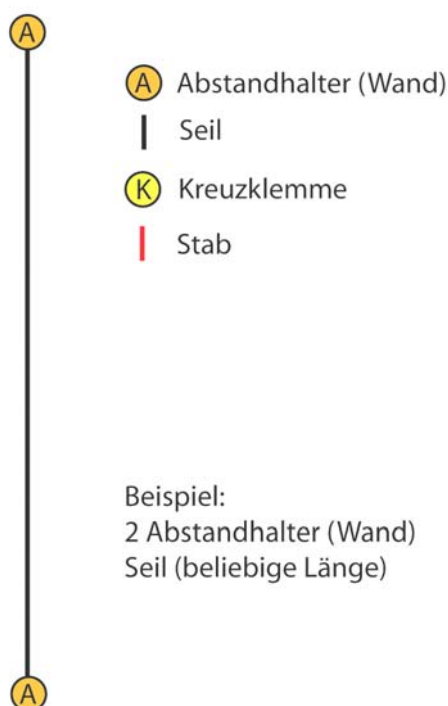 A
A Abstandhalter (Wand)
Seil
K Kreuzklemme
Stab
Beispiel:
2 Abstandhalter (Wand)
Seil (beliebige Länge)
A